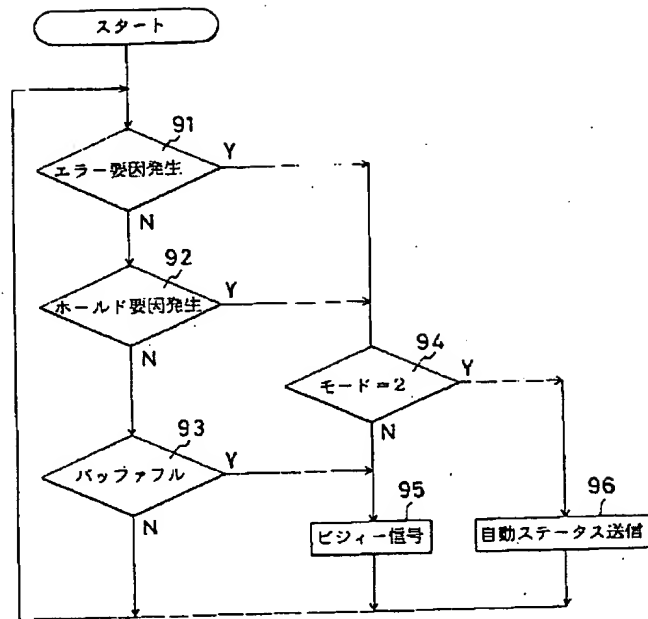 スタート
91
エラー要因発生
Y
N
92
ホールド要因発生
Y
N
94
モード=2
Y
N
93
バッファフル
Y
N
95
ビジィー信号
96
自動ステータス送信